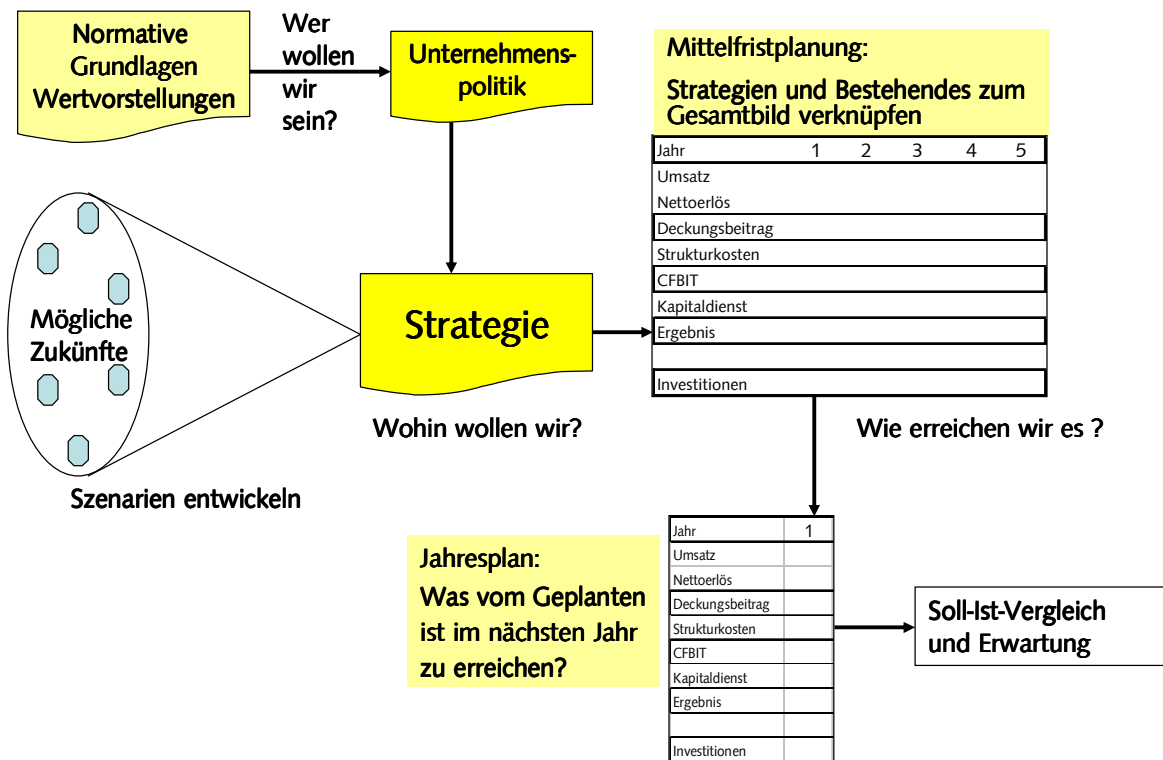 Normative
Grundlagen
Wertvorstellungen
Wer
wollen
wir
sein?
Unternehmens-
politik
Mittelfristplanung:
Strategien und Bestehendes zum
Gesamtbild verknüpfen
Jahr 1 2 3 4 5
Umsatz
Nettoerlös
Deckungsbeitrag
Strukturkosten
CFBIT
Kapitaldienst
Ergebnis
Investitionen
Mögliche
Zukünfte
Strategie
Wohin wollen wir?
Wie erreichen wir es ?
Szenarien entwickeln
Jahresplan:
Was vom Geplanten
ist im nächsten Jahr
zu erreichen?
Jahr 1
Umsatz
Nettoerlös
Deckungsbeitrag
Strukturkosten
CFBIT
Kapitaldienst
Ergebnis
Investitionen
Soll-Ist-Vergleich
und Erwartung